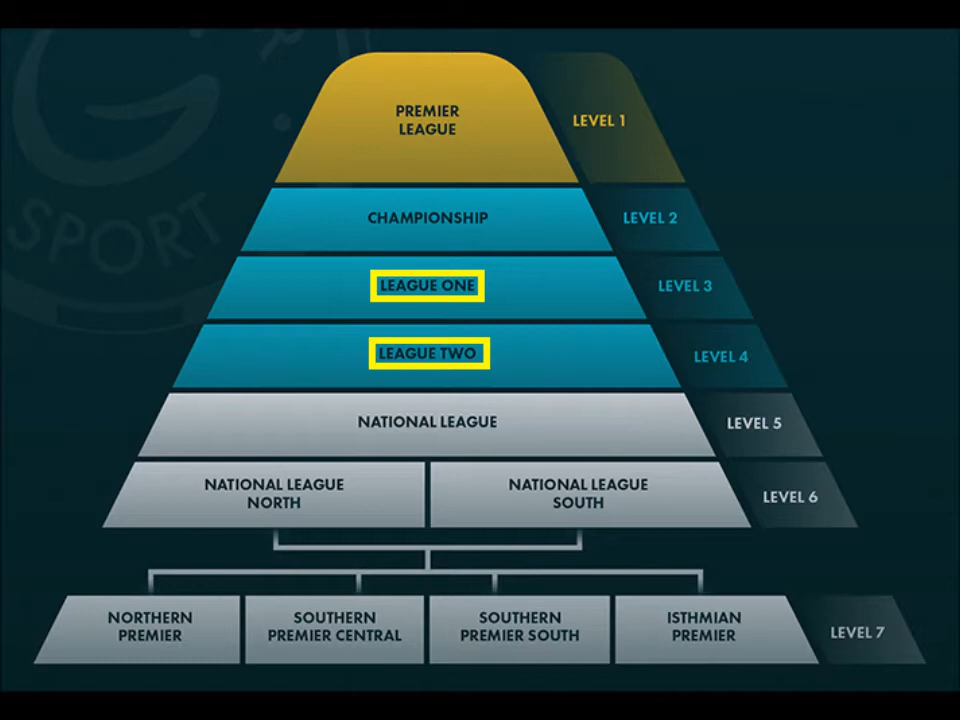 PREMIER
LEAGUE
LEVEL 1
CHAMPIONSHIP
LEVEL 2
LEAGUE ONE
LEVEL 3
LEAGUE TWO
LEVEL 4
NATIONAL LEAGUE
LEVEL 5
NATIONAL LEAGUE
NORTH
NATIONAL LEAGUE
SOUTH
LEVEL 6
NORTHERN
PREMIER
SOUTHERN
PREMIER CENTRAL
SOUTHERN
PREMIER SOUTH
ISTHMIAN
PREMIER
LEVEL 7
SPORT